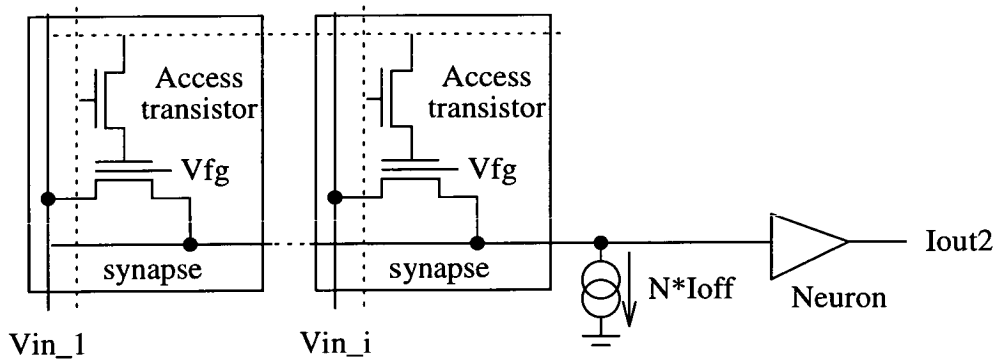 Access
transistor
Vfg
synapse
Vin_1
Access
transistor
Vfg
synapse
Vin_i
N*Ioff
Neuron
Iout2